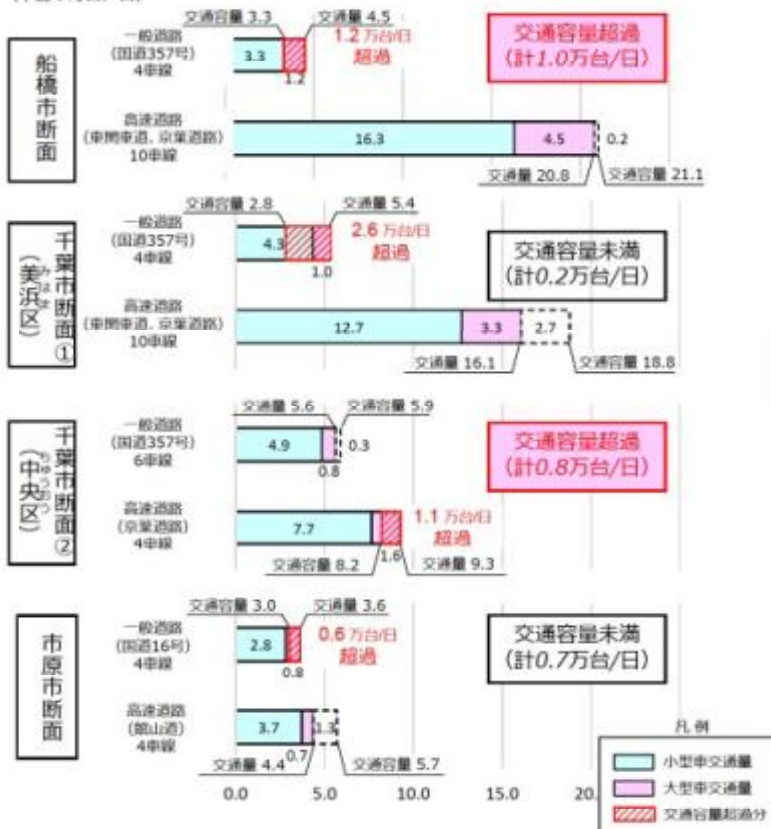 交通容量 3.3
交通量 4.5
一般道路
(国道357号)
4車線
3.3
1.2
1.2 万台/日
超過
交通容量超過
(計1.0万台/日)
船橋市断面
高速道路
(東関東道、京葉道路)
10車線
16.3
4.5
0.2
交通量 20.8
交通容量 21.1
交通容量 2.8
交通量 5.4
一般道路
(国道357号)
4車線
4.3
1.0
2.6 万台/日
超過
交通容量未満
(計0.2万台/日)
千葉市断面①
(美浜区)
みはま
高速道路
(東関東道、京葉道路)
10車線
12.7
3.3
2.7
交通量 16.1
交通容量 18.8
交通量 5.6
交通容量 5.9
一般道路
(国道357号)
6車線
4.9
0.8
0.3
交通容量超過
(計0.8万台/日)
千葉市断面②
(中央区)
ちゅうおう
高速道路
(京葉道路)
4車線
7.7
1.6
1.1 万台/日
超過
交通容量 8.2
交通量 9.3
交通容量 3.0
交通量 3.6
一般道路
(国道16号)
4車線
2.8
0.8
0.6 万台/日
超過
交通容量未満
(計0.7万台/日)
市原市断面
高速道路
(館山道)
4車線
3.7
0.7
1.3
交通量 4.4
交通容量 5.7
0.0
5.0
10.0
15.0
凡 例
小型車交通量
大型車交通量
交通容量超過分